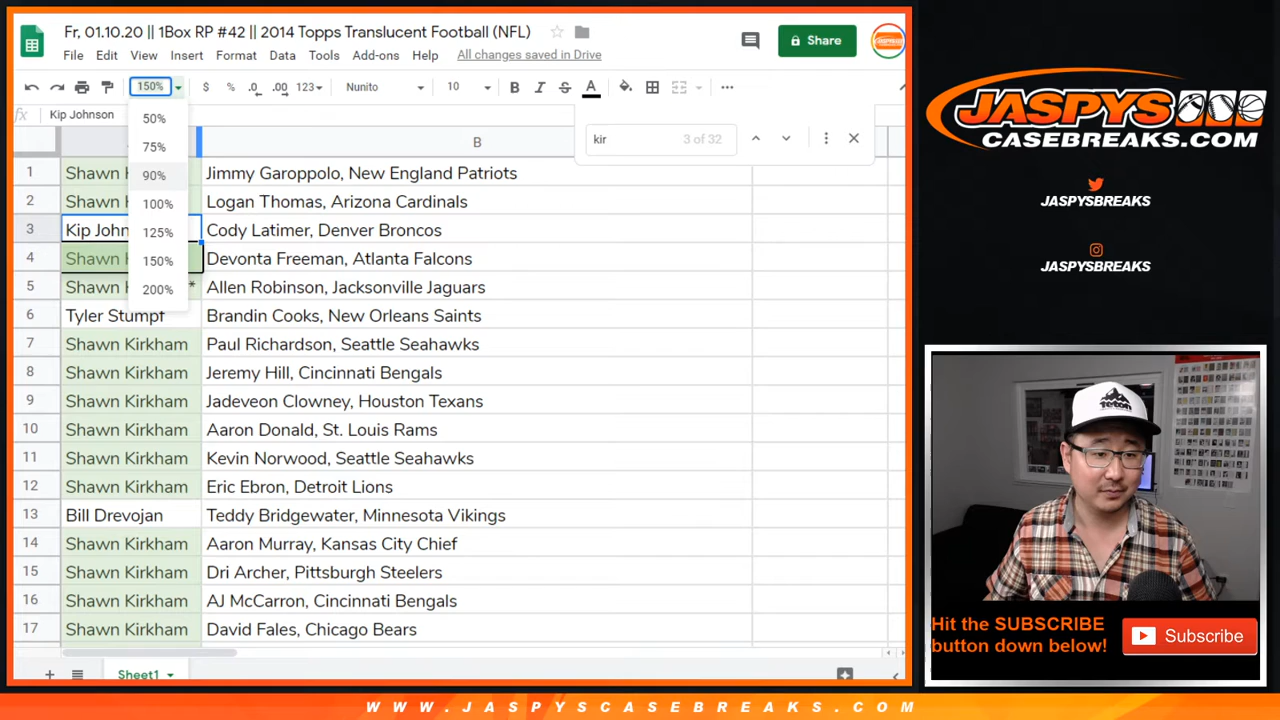 Fr, 01.10.20 || 1Box RP #42 || 2014 Topps Translucent Football (NFL)
File Edit View Insert Format Data Tools Add-ons Help All changes saved in Drive
Share
150% $ % .0 .00 123 Nunito 10 B I S A
fx Kip Johnson
kir 3 of 32
50%
75%
90%
100%
125%
150%
200%
B
1 Shawn Jimmy Garoppolo, New England Patriots
2 Shawn Logan Thomas, Arizona Cardinals
3 Kip John Cody Latimer, Denver Broncos
4 Shawn Devonta Freeman, Atlanta Falcons
5 Shawn * Allen Robinson, Jacksonville Jaguars
6 Tyler Stumpf Brandin Cooks, New Orleans Saints
7 Shawn Kirkham Paul Richardson, Seattle Seahawks
8 Shawn Kirkham Jeremy Hill, Cincinnati Bengals
9 Shawn Kirkham Jadeveon Clowney, Houston Texans
10 Shawn Kirkham Aaron Donald, St. Louis Rams
11 Shawn Kirkham Kevin Norwood, Seattle Seahawks
12 Shawn Kirkham Eric Ebron, Detroit Lions
13 Bill Drevojan Teddy Bridgewater, Minnesota Vikings
14 Shawn Kirkham Aaron Murray, Kansas City Chief
15 Shawn Kirkham Dri Archer, Pittsburgh Steelers
16 Shawn Kirkham AJ McCarron, Cincinnati Bengals
17 Shawn Kirkham David Fales, Chicago Bears
Sheet1
JASPYS
CASEBREAKS.COM
JASPYSBREAKS
JASPYSBREAKS
Hit the SUBSCRIBE
button down below!
Subscribe
WWW.JASPYSCASEBREAKS.COM